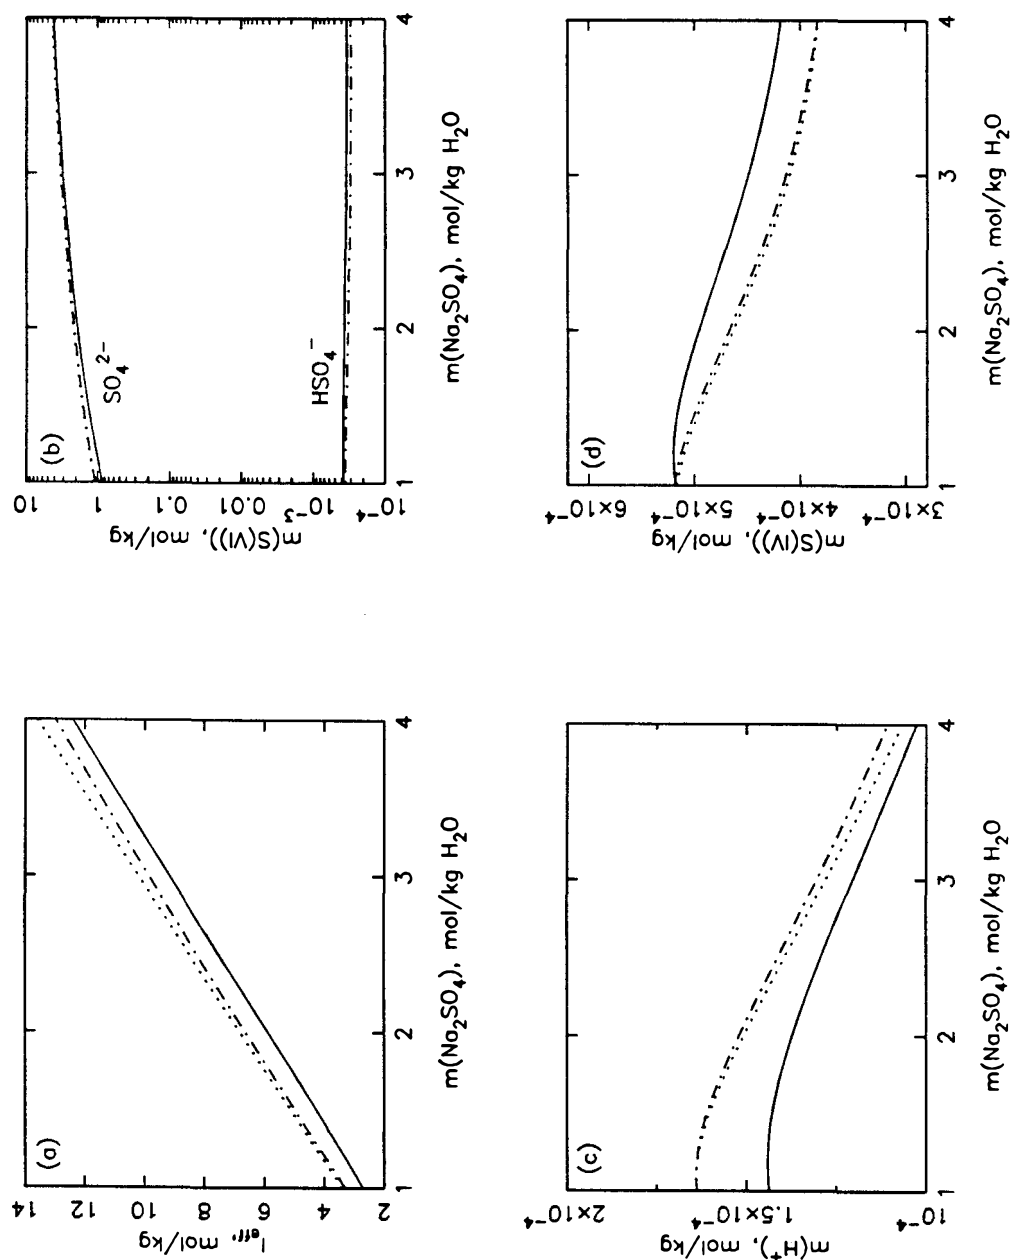 (a)
I_eff, mol/kg
14
12
10
8
6
4
2
1
2
3
4
m(Na₂SO₄), mol/kg H₂O
(b)
m(S(VI)), mol/kg
10
1
0.1
0.01
10⁻³
10⁻⁴
SO₄²⁻
HSO₄⁻
1
2
3
4
m(Na₂SO₄), mol/kg H₂O
(c)
m(H⁺), mol/kg
2×10⁻⁴
1.5×10⁻⁴
10⁻⁴
1
2
3
4
m(Na₂SO₄), mol/kg H₂O
(d)
m(S(IV)), mol/kg
6×10⁻⁴
5×10⁻⁴
4×10⁻⁴
3×10⁻⁴
1
2
3
4
m(Na₂SO₄), mol/kg H₂O